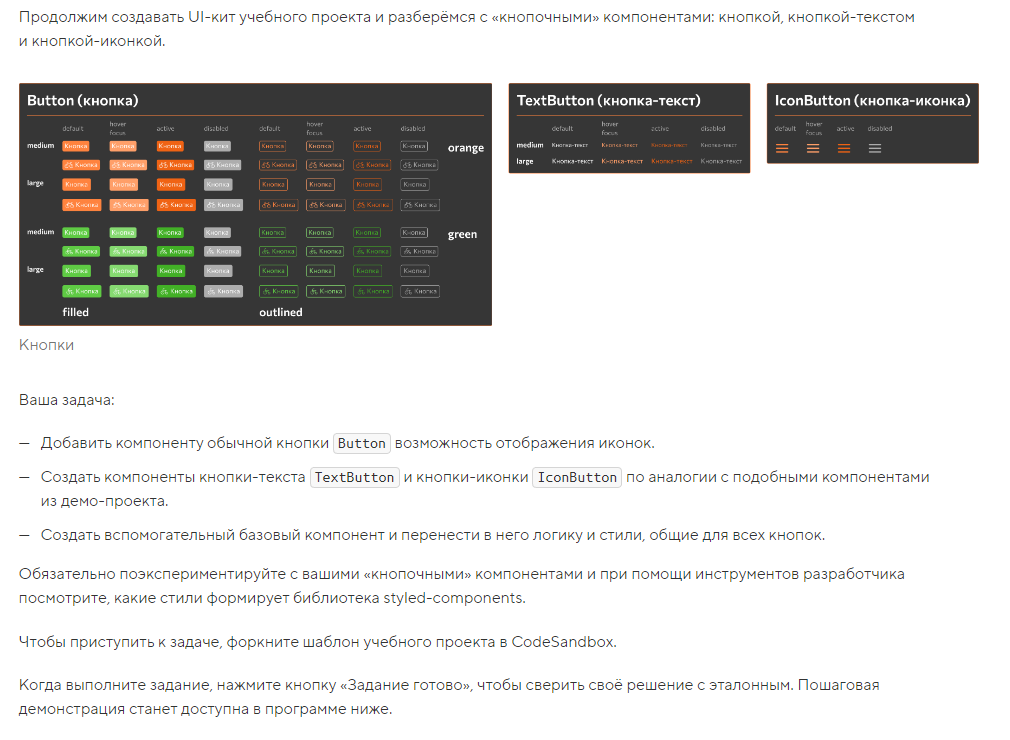 Продолжим создавать UI-кит учебного проекта и разберёмся с «кнопочными» компонентами: кнопкой, кнопкой-текстом
и кнопкой-иконкой.
Button (кнопка)
default hover focus active disabled default hover focus active disabled
medium Кнопка Кнопка Кнопка Кнопка Кнопка Кнопка Кнопка Кнопка orange
Кнопка Кнопка Кнопка Кнопка Кнопка Кнопка Кнопка Кнопка
large Кнопка Кнопка Кнопка Кнопка Кнопка Кнопка Кнопка Кнопка
Кнопка Кнопка Кнопка Кнопка Кнопка Кнопка Кнопка Кнопка
medium Кнопка Кнопка Кнопка Кнопка Кнопка Кнопка Кнопка Кнопка green
Кнопка Кнопка Кнопка Кнопка Кнопка Кнопка Кнопка Кнопка
large Кнопка Кнопка Кнопка Кнопка Кнопка Кнопка Кнопка Кнопка
Кнопка Кнопка Кнопка Кнопка Кнопка Кнопка Кнопка Кнопка
filled outlined
TextButton (кнопка-текст)
default hover focus active disabled
medium Кнопка-текст Кнопка-текст Кнопка-текст Кнопка-текст
large Кнопка-текст Кнопка-текст Кнопка-текст Кнопка-текст
IconButton (кнопка-иконка)
default hover focus active disabled
Кнопки
Ваша задача:
— Добавить компоненту обычной кнопки Button возможность отображения иконок.
— Создать компоненты кнопки-текста TextButton и кнопки-иконки IconButton по аналогии с подобными компонентами
из демо-проекта.
— Создать вспомогательный базовый компонент и перенести в него логику и стили, общие для всех кнопок.
Обязательно поэкспериментируйте с вашими «кнопочными» компонентами и при помощи инструментов разработчика
посмотрите, какие стили формирует библиотека styled-components.
Чтобы приступить к задаче, форкните шаблон учебного проекта в CodeSandbox.
Когда выполните задание, нажмите кнопку «Задание готово», чтобы сверить своё решение с эталонным. Пошаговая
демонстрация станет доступна в программе ниже.